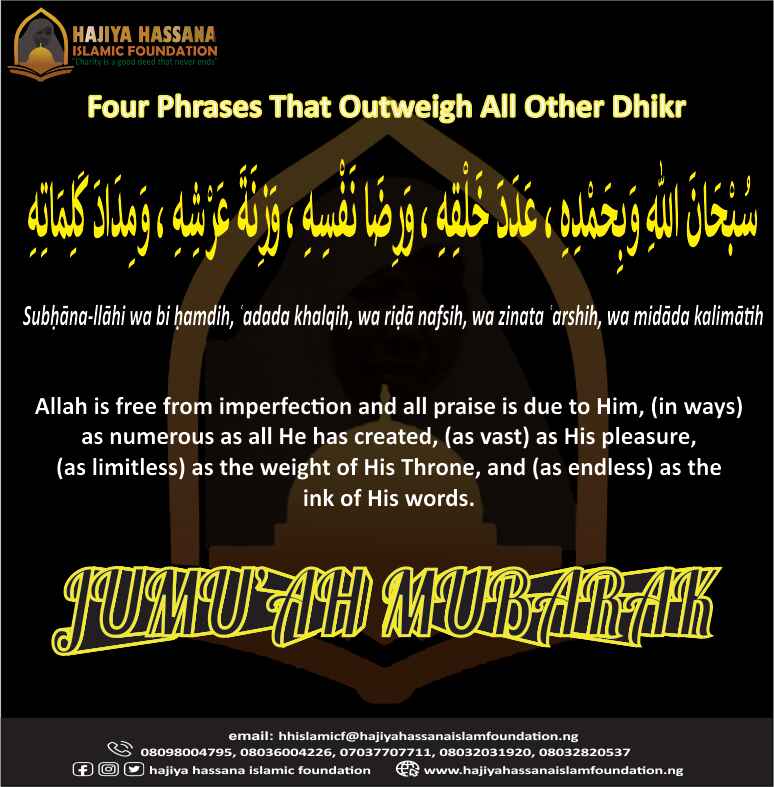 HAJIYA HASSANA
ISLAMIC FOUNDATION
"Charity is a good deed that never ends"
Four Phrases That Outweigh All Other Dhikr
سُبْحَانَ اللهِ وَبِحَمْدِهِ ، عَدَدَ خَلْقِهِ ، وَرِضَا نَفْسِهِ ، وَزِنَةَ عَرْشِهِ ، وَمِدَادَ كَلِمَاتِهِ
Subḥāna-llāhi wa bi ḥamdih, ʿadada khalqih, wa riḍā nafsih, wa zinata ʿarshih, wa midāda kalimātih
Allah is free from imperfection and all praise is due to Him, (in ways)
as numerous as all He has created, (as vast) as His pleasure,
(as limitless) as the weight of His Throne, and (as endless) as the
ink of His words.
JUMU'AH MUBARAK
email: hhislamicf@hajiyahassanaislamfoundation.ng
08098004795, 08036004226, 07037707711, 08032031920, 08032820537
hajiya hassana islamic foundation www.hajiyahassanaislamfoundation.ng